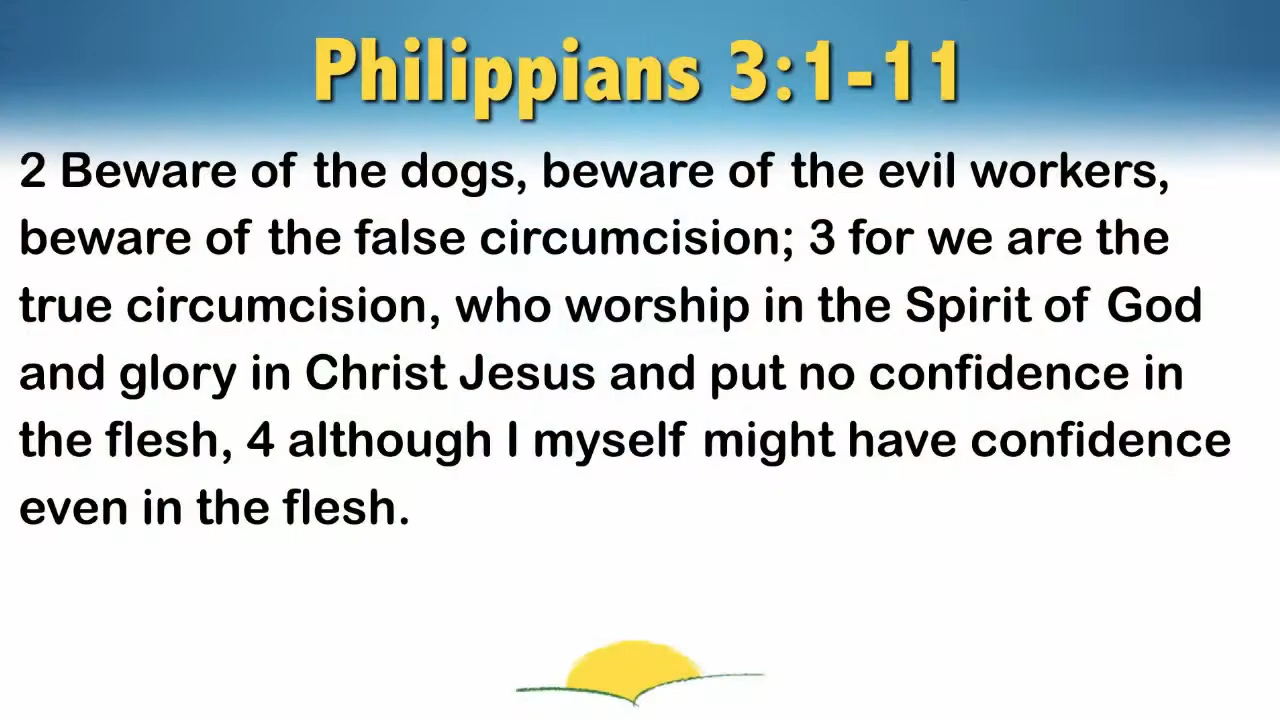 Philippians 3:1-11
2 Beware of the dogs, beware of the evil workers,
beware of the false circumcision; 3 for we are the
true circumcision, who worship in the Spirit of God
and glory in Christ Jesus and put no confidence in
the flesh, 4 although I myself might have confidence
even in the flesh.